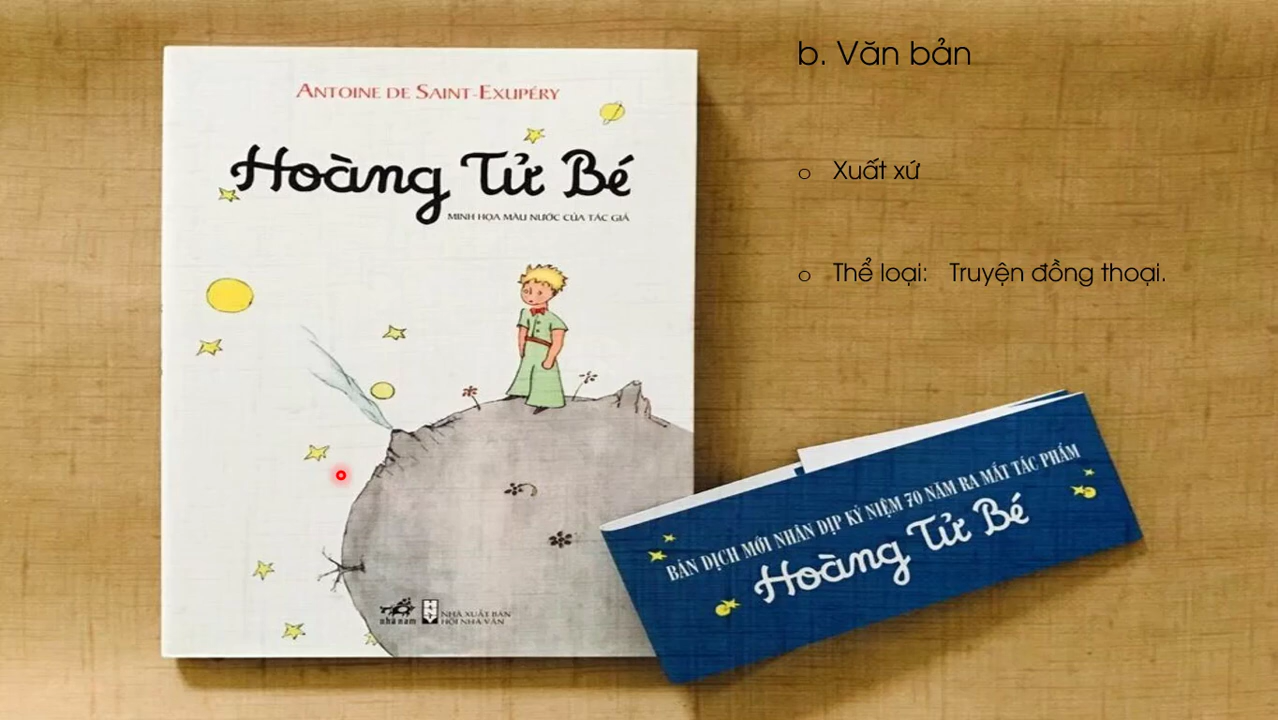 ANTOINE DE SAINT-EXUPÉRY
Hoàng Tử Bé
MINH HỌA MÀU NƯỚC CỦA TÁC GIẢ
nhã nam
NHÀ XUẤT BẢN
HỘI NHÀ VĂN
b. Văn bản
o Xuất xứ
o Thể loại: Truyện đồng thoại.
BẢN DỊCH MỚI NHÂN DỊP KỶ NIỆM 70 NĂM RA MẮT TÁC PHẨM
Hoàng Tử Bé